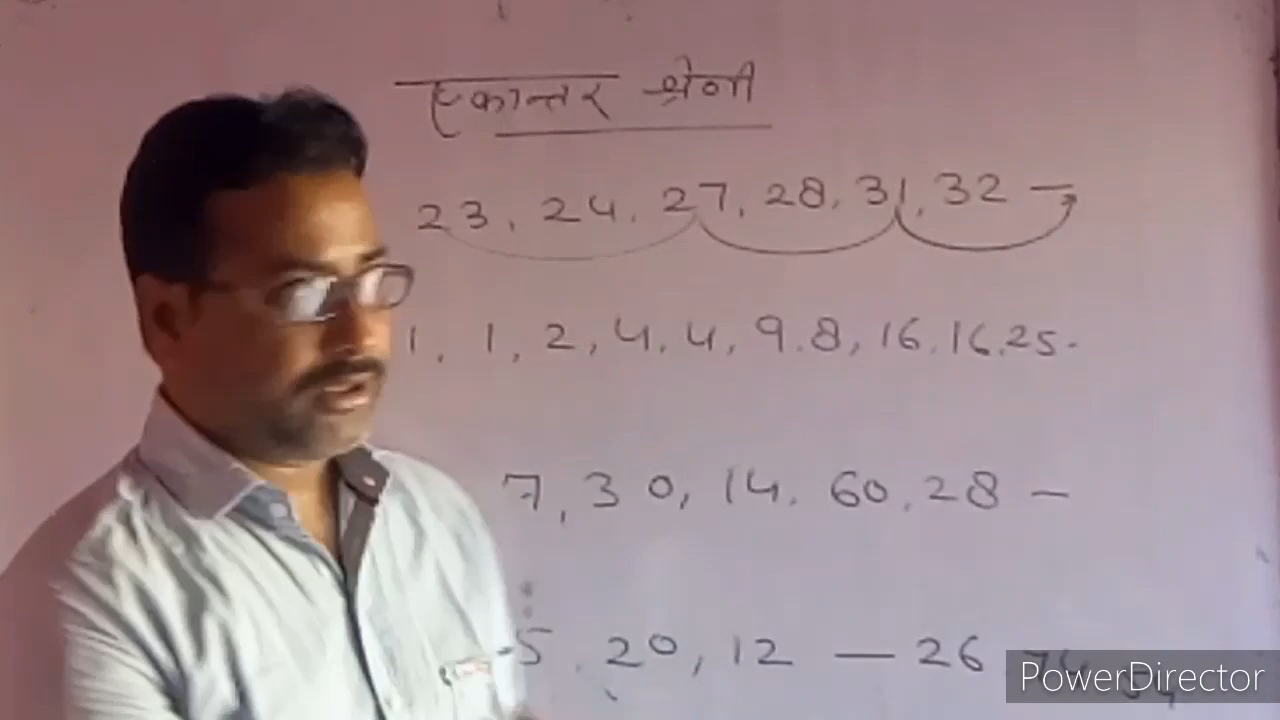 एकान्तर श्रेणी
23, 24, 27, 28, 31, 32 —
1, 1, 2, 4, 4, 9, 8, 16, 16, 25.
7, 30, 14, 60, 28 —
5, 20, 12 — 26
PowerDirector